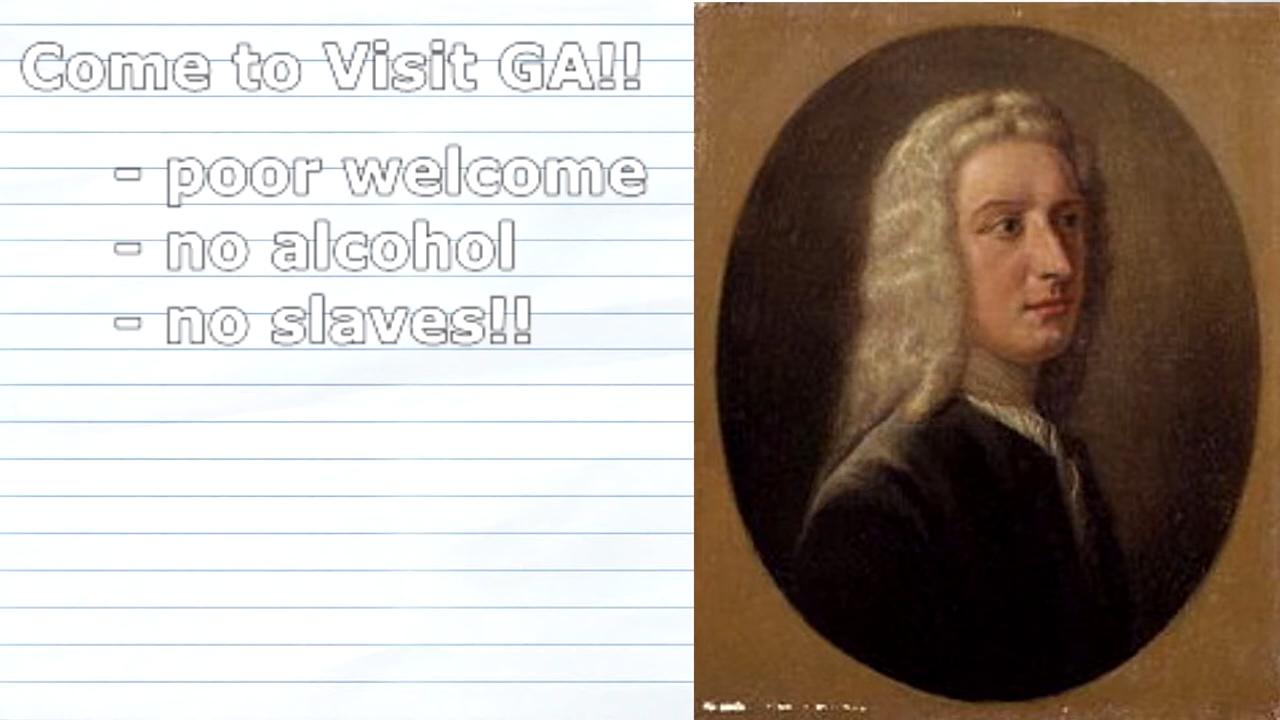 Come to Visit GA!!
- poor welcome
- no alcohol
- no slaves!!